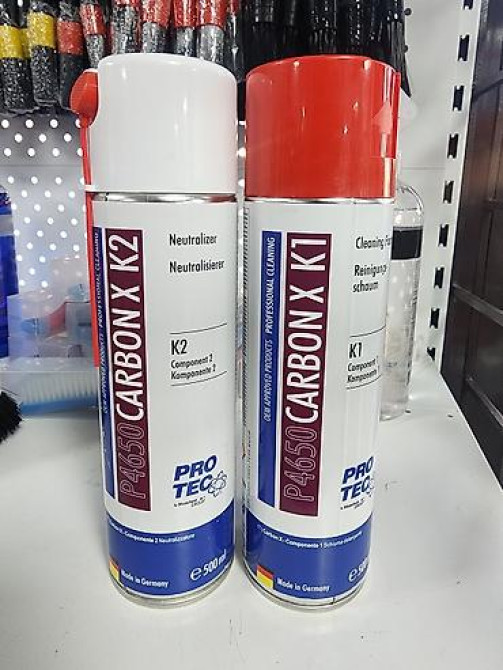 P4650 CARBON X K2
OEM APPROVED PRODUCTS · PROFESSIONAL CLEANING
Neutralizer
Neutralisierer
K2
Component 2
Komponente 2
PRO
TEC
Made in Germany
e 500 ml
P4650 CARBON X K1
OEM APPROVED PRODUCTS · PROFESSIONAL CLEANING
Cleaning
Reinigungs-
schaum
K1
Component
Komponente
PRO
TEC
Made in Germany
e 500